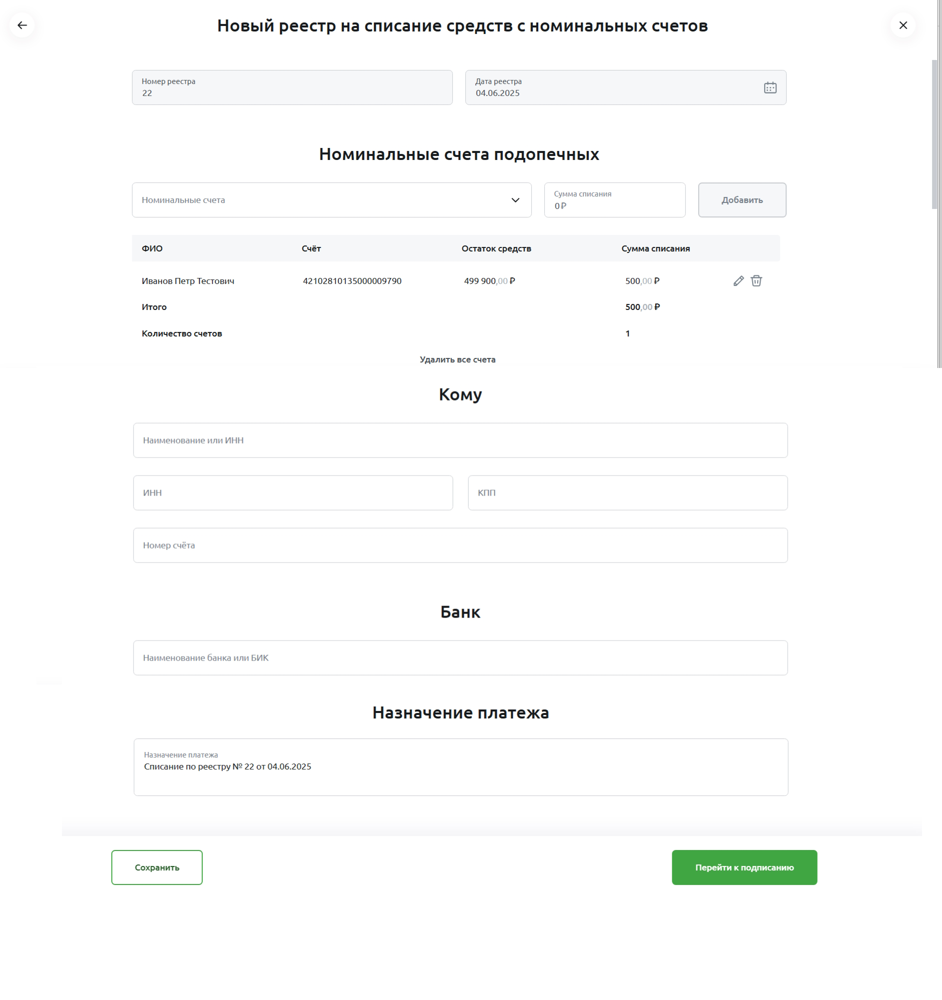 Новый реестр на списание средств с номинальных счетов
Номер реестра
22
Дата реестра
04.06.2025
Номинальные счета подопечных
Номинальные счета
Сумма списания
0 ₽
Добавить
ФИО Счёт Остаток средств Сумма списания
Иванов Петр Тестович 42102810135000009790 499 900,00 ₽ 500,00 ₽
Итого 500,00 ₽
Количество счетов 1
Удалить все счета
Кому
Наименование или ИНН
ИНН
КПП
Номер счёта
Банк
Наименование банка или БИК
Назначение платежа
Назначение платежа
Списание по реестру № 22 от 04.06.2025
Сохранить
Перейти к подписанию